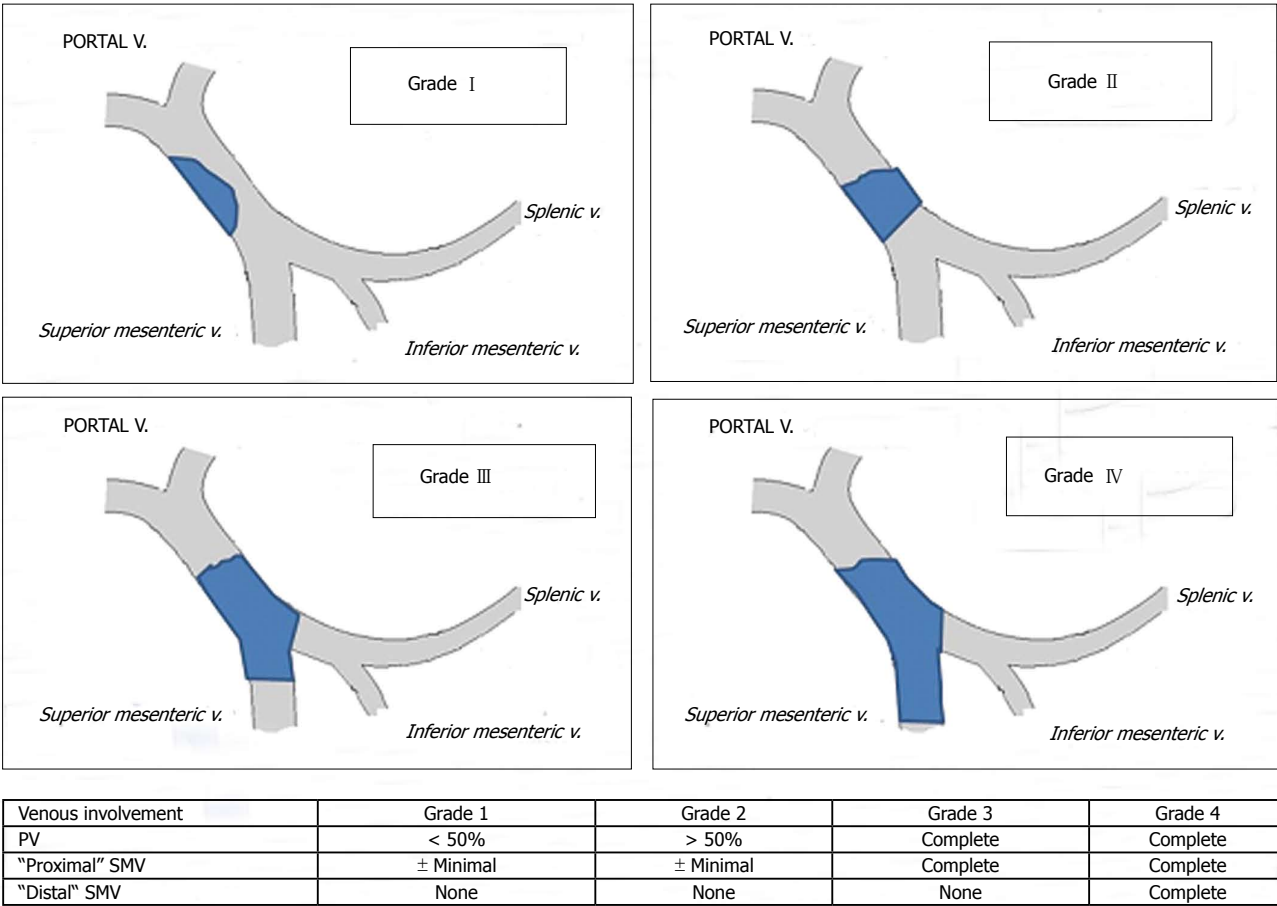 PORTAL V.
Grade Ⅰ
Splenic v.
Superior mesenteric v.
Inferior mesenteric v.
PORTAL V.
Grade Ⅱ
Splenic v.
Superior mesenteric v.
Inferior mesenteric v.
PORTAL V.
Grade Ⅲ
Splenic v.
Superior mesenteric v.
Inferior mesenteric v.
PORTAL V.
Grade Ⅳ
Splenic v.
Superior mesenteric v.
Inferior mesenteric v.
Venous involvement Grade 1 Grade 2 Grade 3 Grade 4
PV < 50% > 50% Complete Complete
“Proximal” SMV ± Minimal ± Minimal Complete Complete
“Distal“ SMV None None None Complete